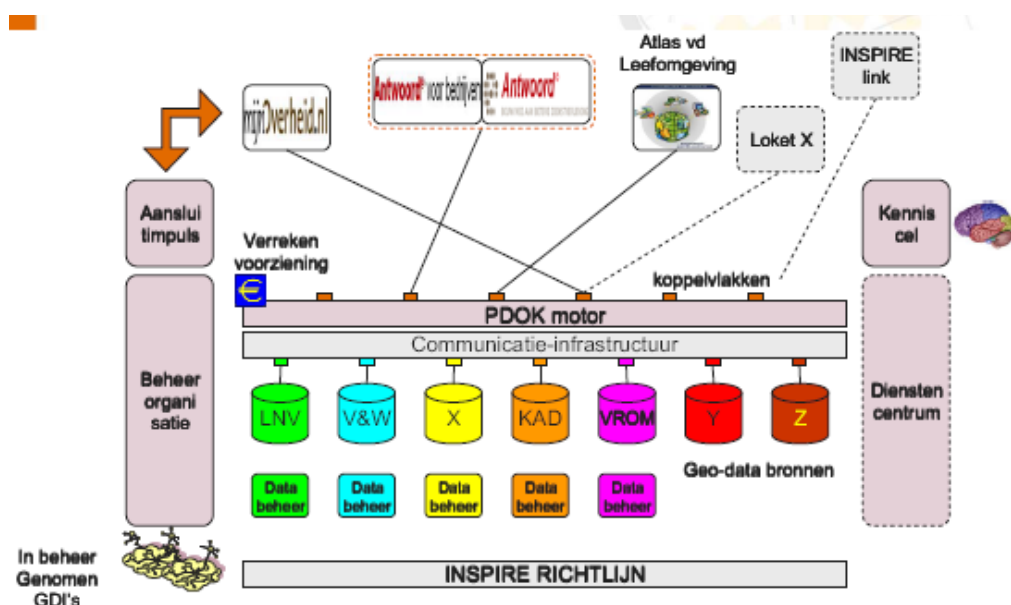 Atlas vd
Leefomgeving
INSPIRE
link
mijnOverheid.nl
Antwoord® voor bedrijven
Antwoord®
Loket X
Aanslui
timpuls
Kennis
cel
Verreken
voorziening
€
koppelvlakken
PDOK motor
Communicatie-infrastructuur
Beheer
organi
satie
LNV
V&W
X
KAD
VROM
Y
Z
Diensten
centrum
Geo-data bronnen
Data
beheer
Data
beheer
Data
beheer
Data
beheer
Data
beheer
In beheer
Genomen
GDI's
INSPIRE RICHTLIJN